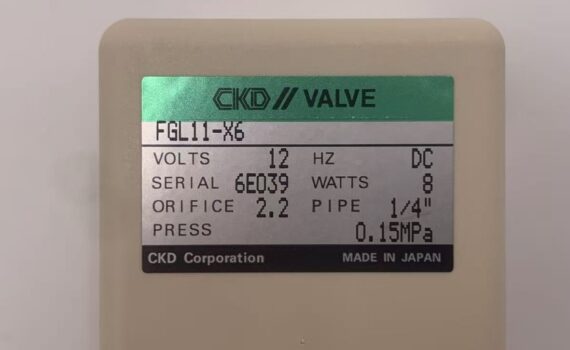 CKD// VALVE
FGL11-X6
VOLTS 12 HZ DC
SERIAL 6E039 WATTS 8
ORIFICE 2.2 PIPE 1/4"
PRESS 0.15MPa
CKD Corporation MADE IN JAPAN